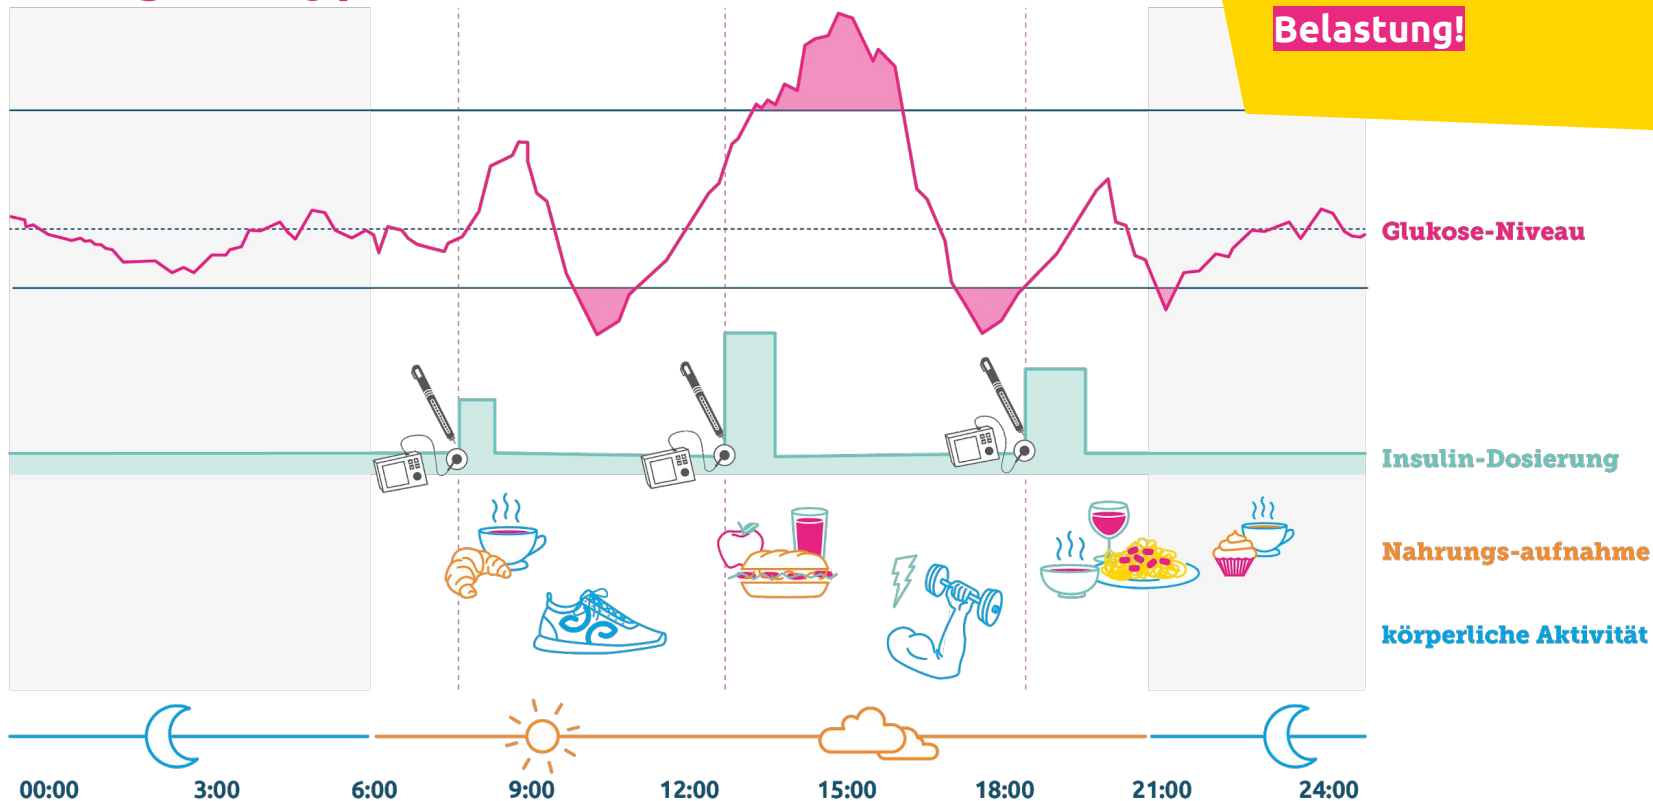 Belastung!
Glukose-Niveau
Insulin-Dosierung
Nahrungs-aufnahme
körperliche Aktivität
00:00 3:00 6:00 9:00 12:00 15:00 18:00 21:00 24:00